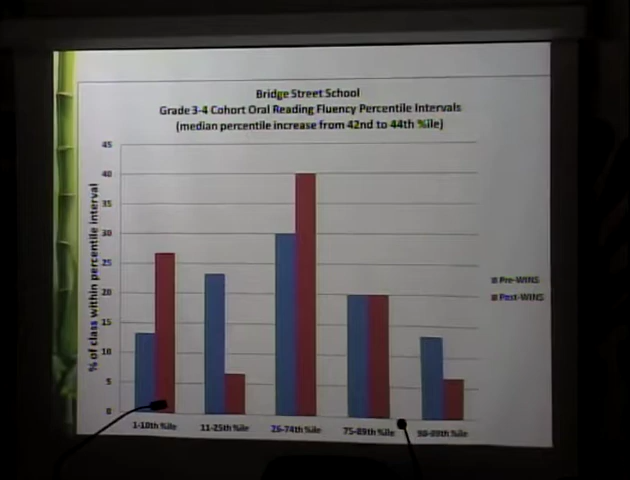 Bridge Street School
Grade 3-4 Cohort Oral Reading Fluency Percentile Intervals
(median percentile increase from 42nd to 44th %ile)
% of class within percentile interval
45
40
35
30
25
20
15
10
5
0
1-10th %ile
11-25th %ile
26-74th %ile
75-89th %ile
90-99th %ile
Pre-WINS
Post-WINS